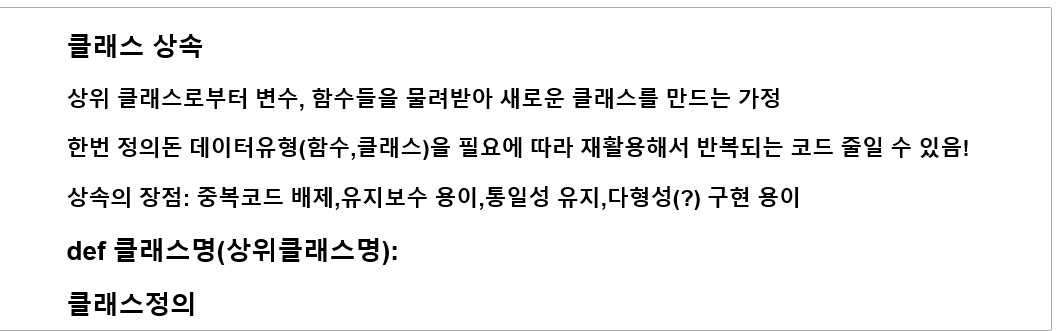 클래스 상속
상위 클래스로부터 변수, 함수들을 물려받아 새로운 클래스를 만드는 가정
한번 정의돈 데이터유형(함수,클래스)을 필요에 따라 재활용해서 반복되는 코드 줄일 수 있음!
상속의 장점: 중복코드 배제,유지보수 용이,통일성 유지,다형성(?) 구현 용이
def 클래스명(상위클래스명):
클래스정의